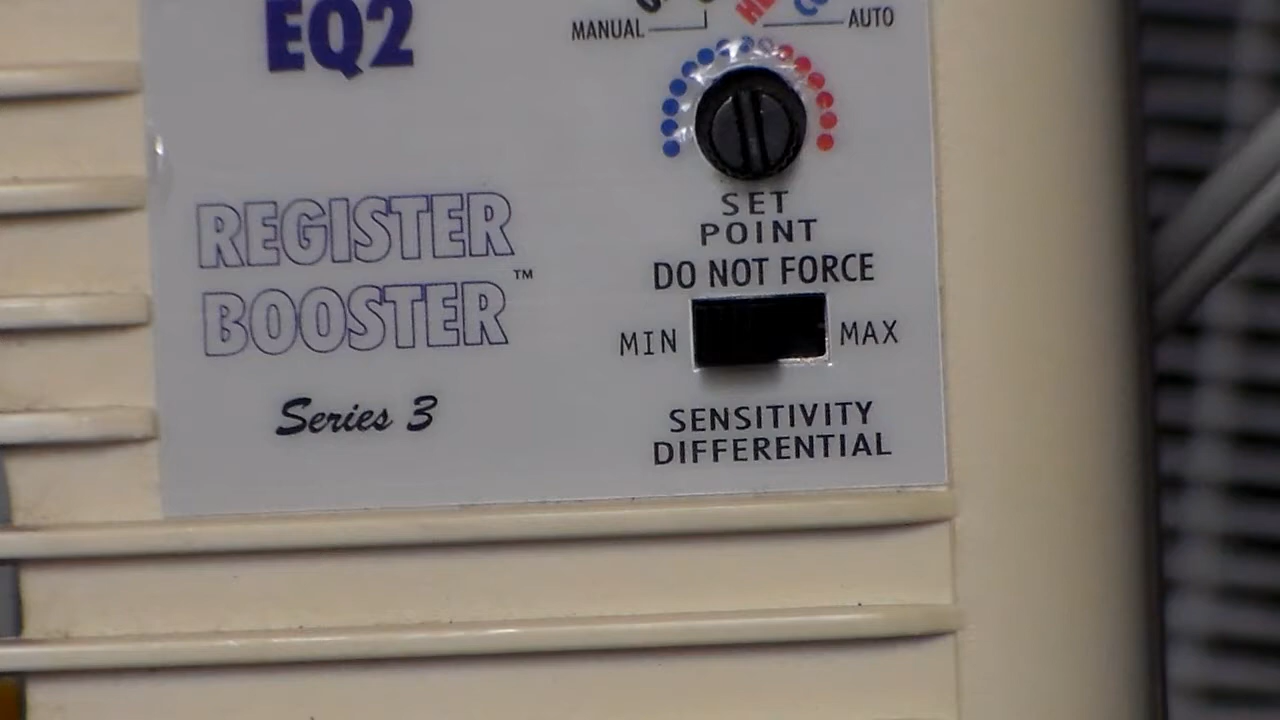 EQ2
MANUAL
AUTO
SET
POINT
DO NOT FORCE
MIN
MAX
SENSITIVITY
DIFFERENTIAL
REGISTER
BOOSTER™
Series 3